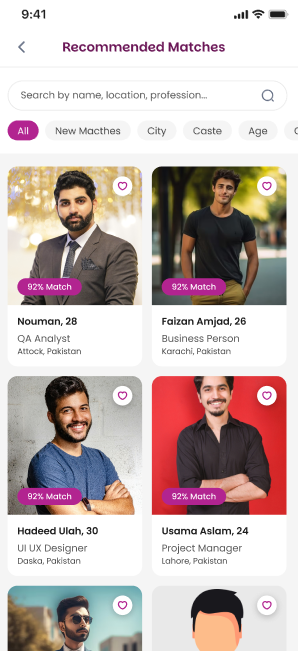 9:41
Recommended Matches
Search by name, location, profession...
All
New Macthes
City
Caste
Age
92% Match
92% Match
Nouman, 28
QA Analyst
Attock, Pakistan
Faizan Amjad, 26
Business Person
Karachi, Pakistan
92% Match
92% Match
Hadeed Ulah, 30
UI UX Designer
Daska, Pakistan
Usama Aslam, 24
Project Manager
Lahore, Pakistan